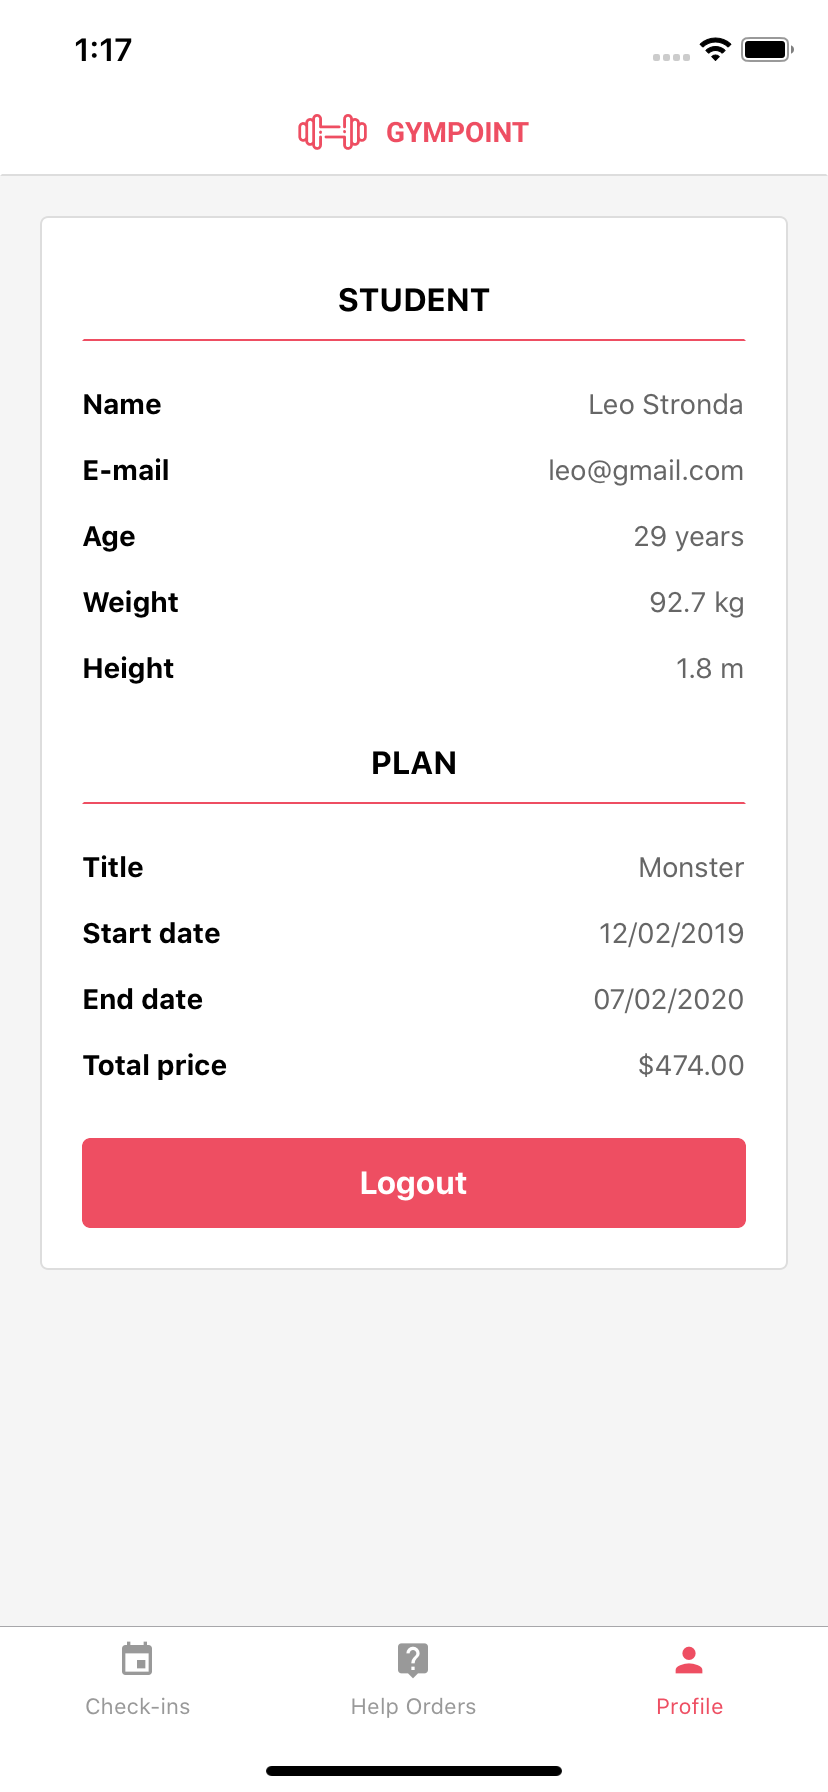 1:17
GYMPOINT
STUDENT
Name Leo Stronda
E-mail leo@gmail.com
Age 29 years
Weight 92.7 kg
Height 1.8 m
PLAN
Title Monster
Start date 12/02/2019
End date 07/02/2020
Total price $474.00
Logout
Check-ins Help Orders Profile